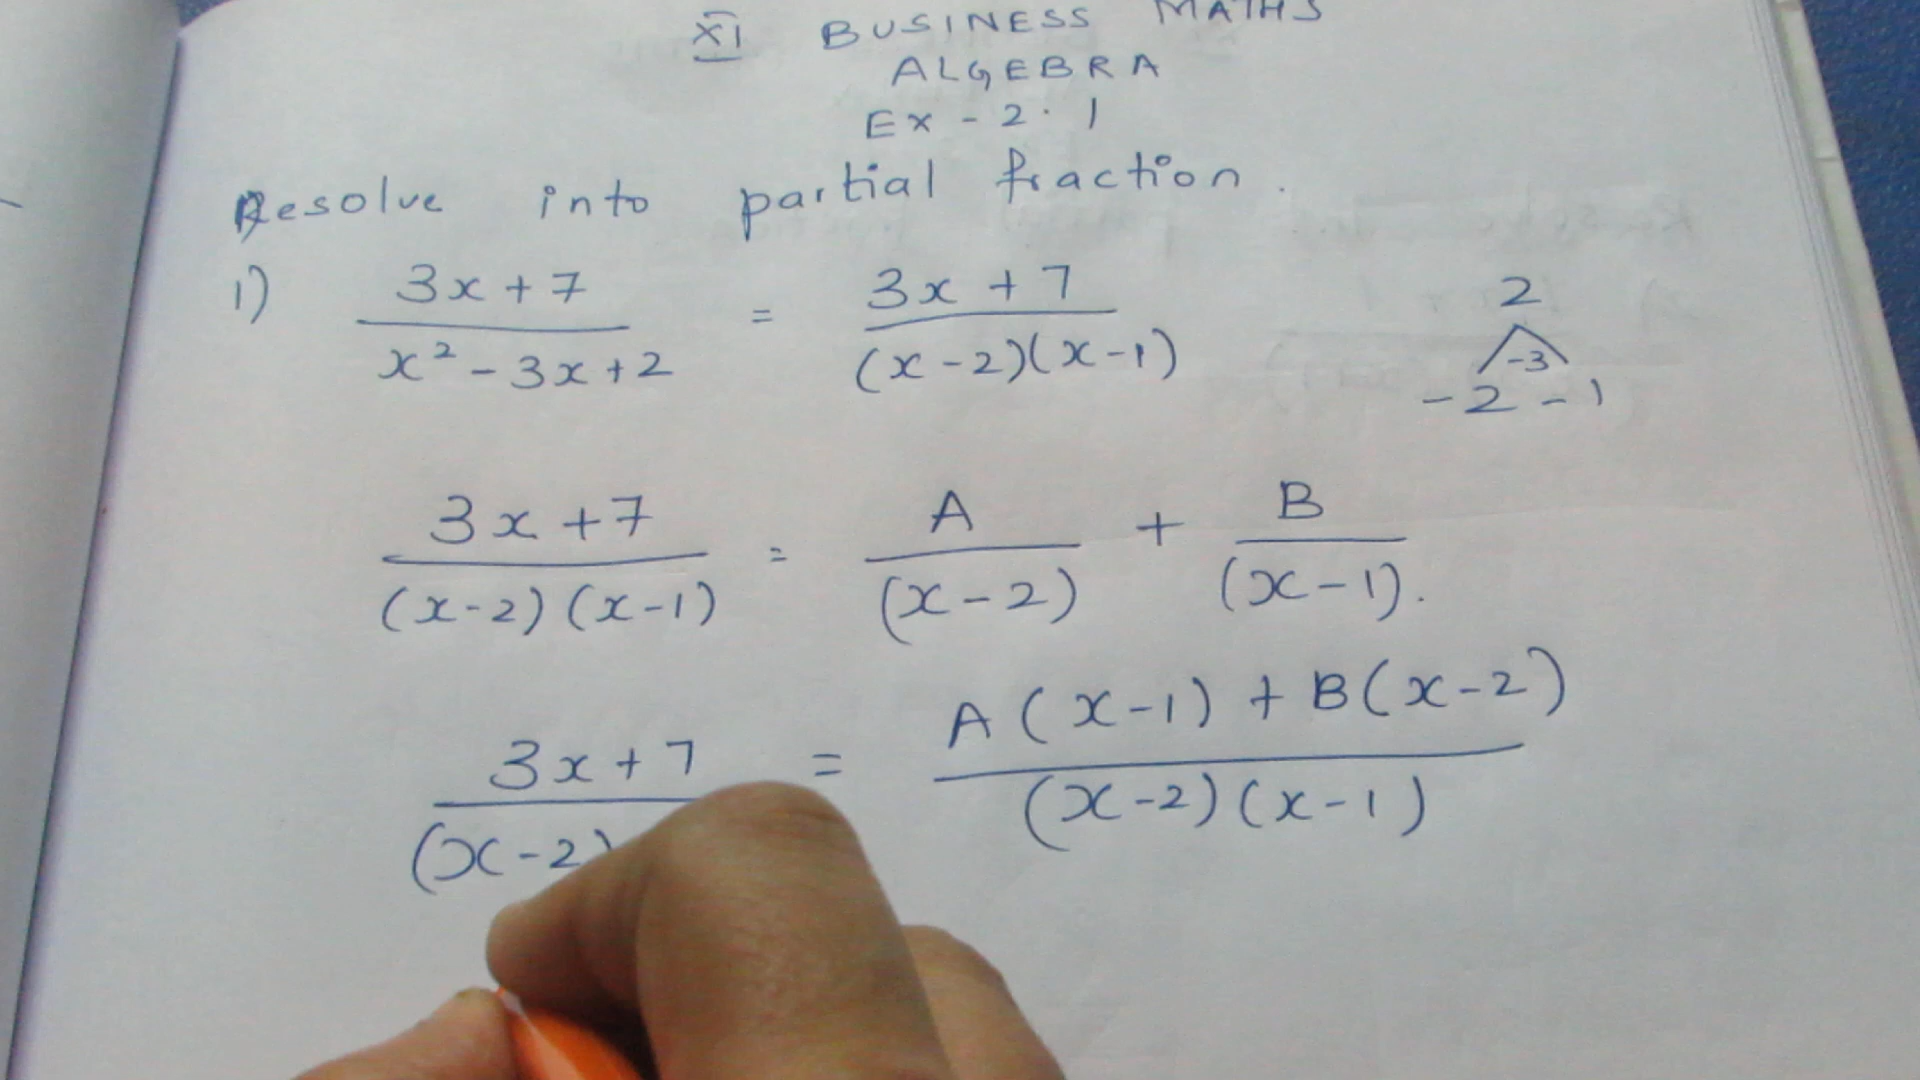 XI BUSINESS MATHS
ALGEBRA
EX - 2.1
Resolve into partial fraction.
1) 3x+7 / x² - 3x + 2 = 3x + 7 / (x-2)(x-1)
2
-3
-2 -1
3x+7 / (x-2)(x-1) = A / (x-2) + B / (x-1).
3x+7 / (x-2) = A(x-1) + B(x-2) / (x-2)(x-1)